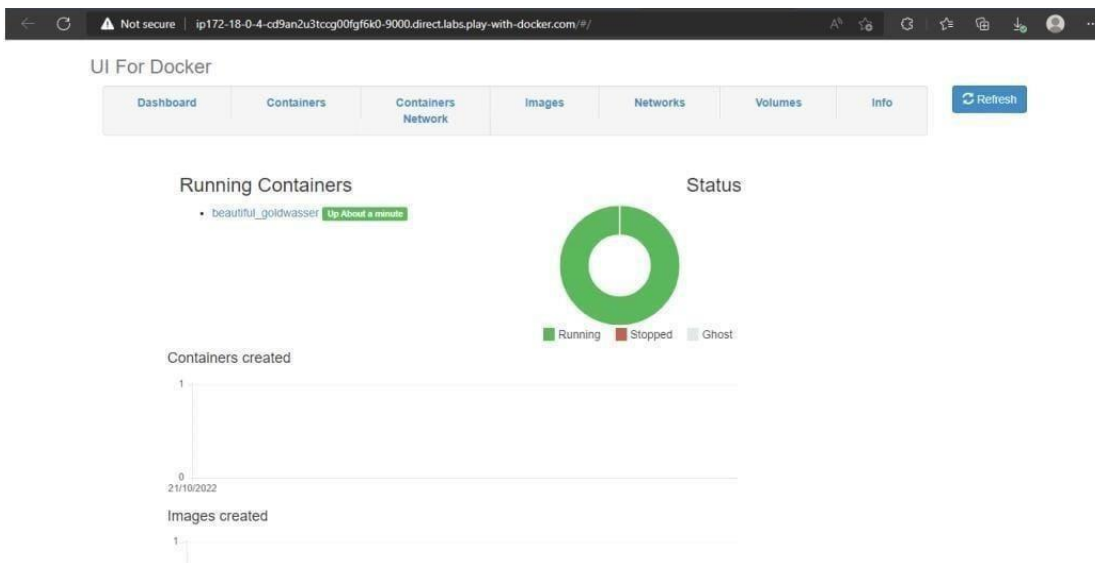 Not secure ip172-18-0-4-cd9an2u3tccg00fgf6k0-9000.direct.labs.play-with-docker.com/#/
UI For Docker
Dashboard Containers Containers Network Images Networks Volumes Info Refresh
Running Containers
beautiful_goldwasser Up About a minute
Status
Running Stopped Ghost
Containers created
1
0
21/10/2022
Images created
1